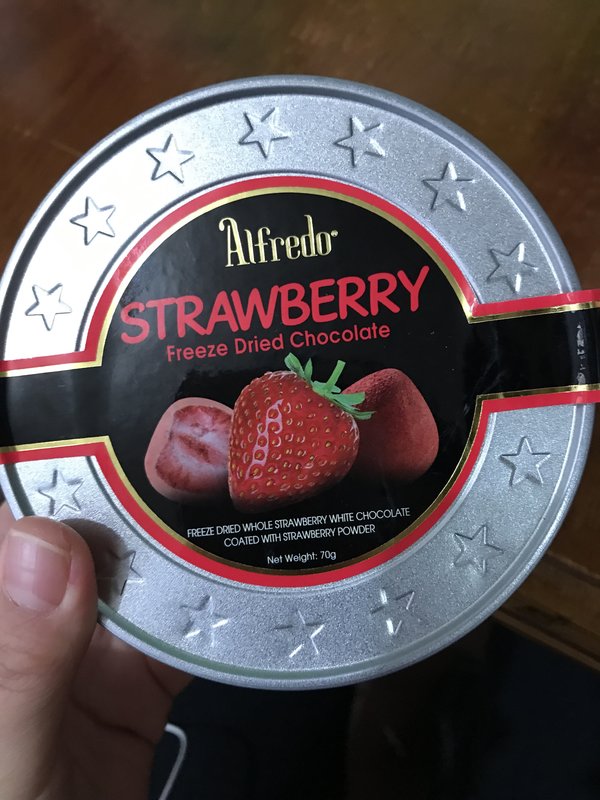 Alfredo
STRAWBERRY
Freeze Dried Chocolate
FREEZE DRIED WHOLE STRAWBERRY WHITE CHOCOLATE
COATED WITH STRAWBERRY POWDER
Net Weight: 70g